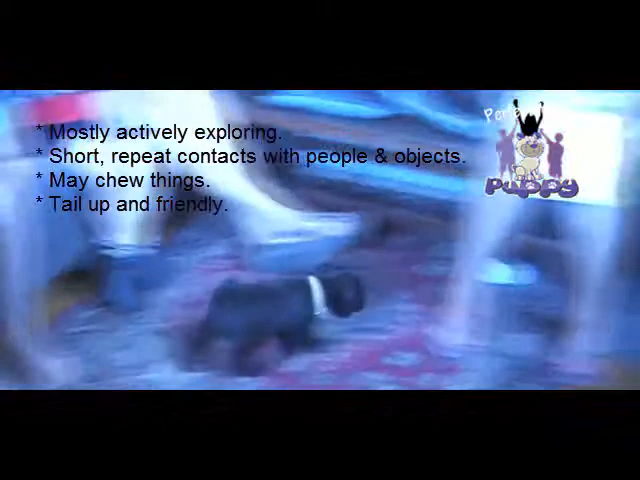 * Mostly actively exploring.
* Short, repeat contacts with people & objects.
* May chew things.
* Tail up and friendly.
puppy